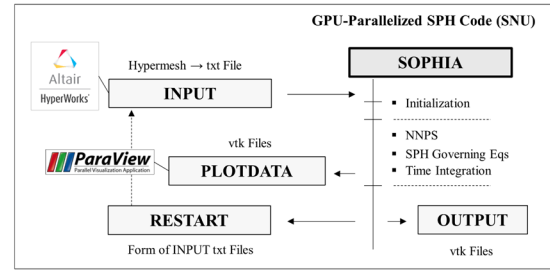 GPU-Parallelized SPH Code (SNU)
Altair
HyperWorks
Hypermesh → txt File
INPUT
SOPHIA
▪ Initialization
▪ NNPS
▪ SPH Governing Eqs
▪ Time Integration
vtk Files
ParaView
Parallel Visualization Application
PLOTDATA
RESTART
OUTPUT
Form of INPUT txt Files
vtk Files